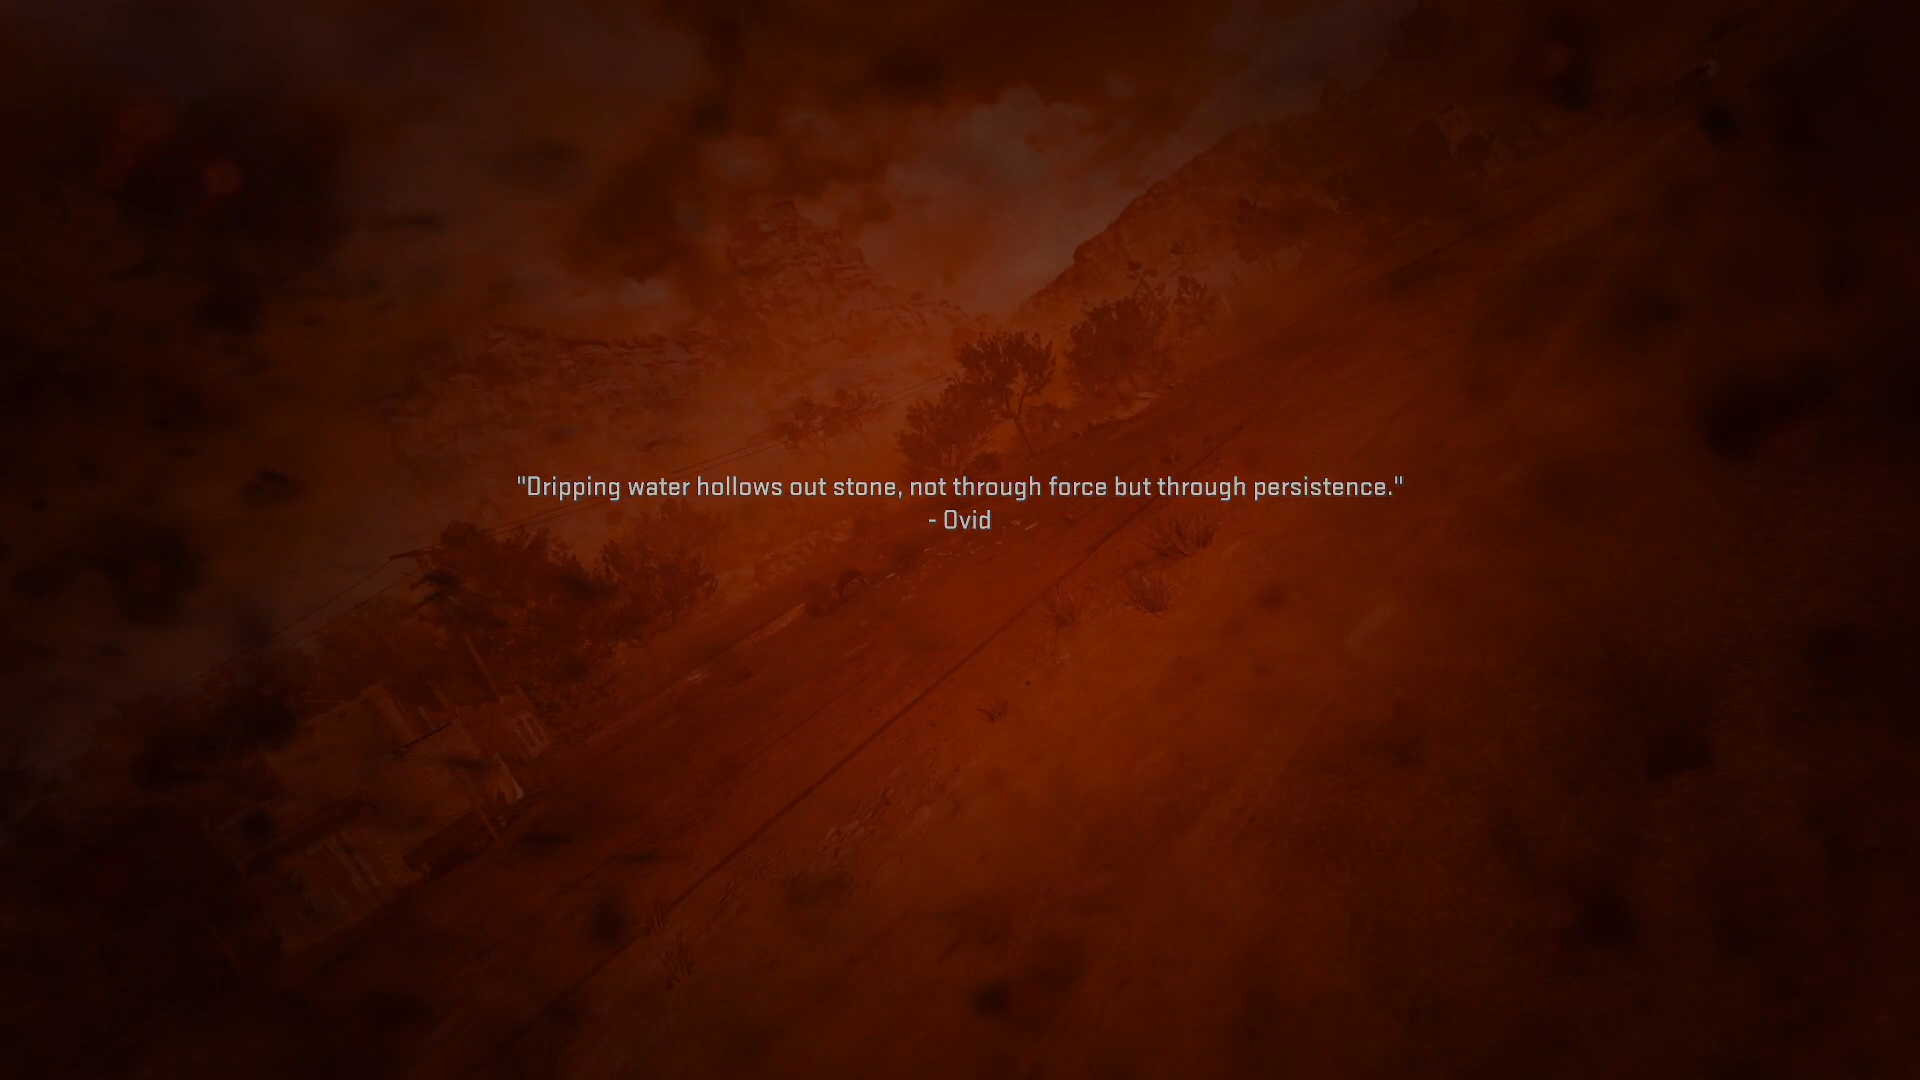 "Dripping water hollows out stone, not through force but through persistence."
- Ovid